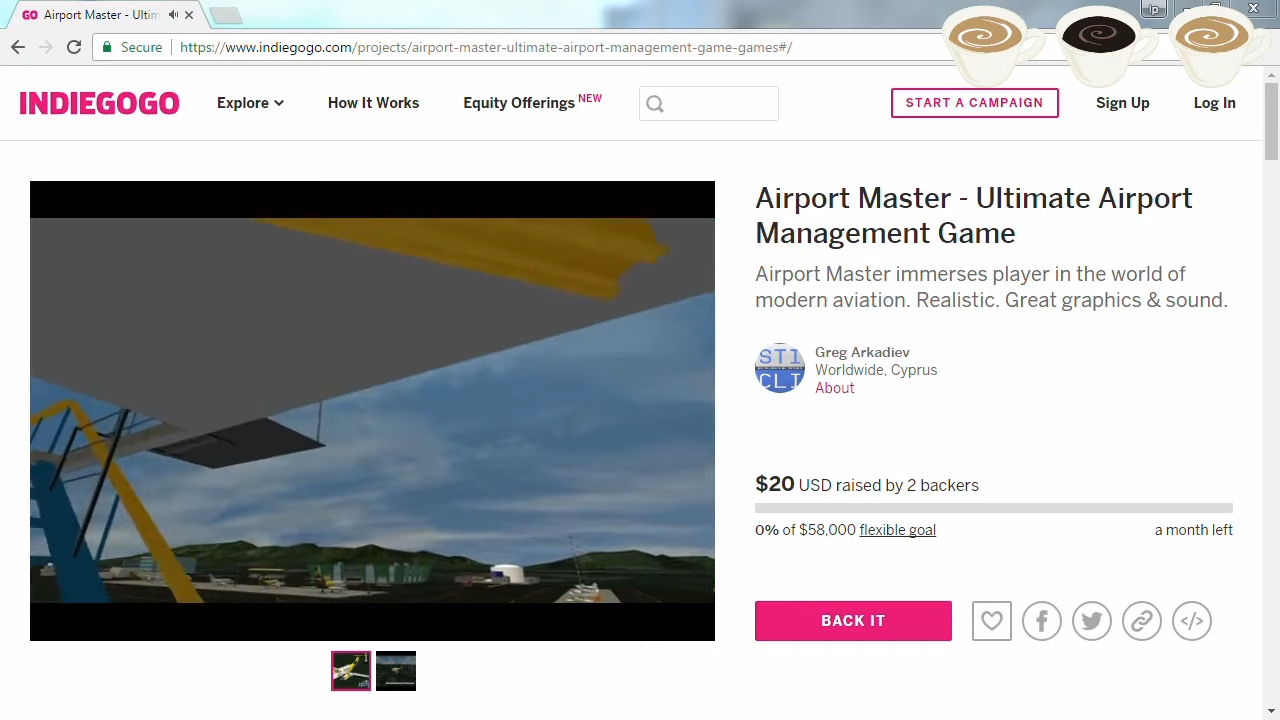 GO Airport Master - Ultim
Secure
https://www.indiegogo.com/projects/airport-master-ultimate-airport-management-game-games#/
INDIEGOGO
Explore
How It Works
Equity Offerings NEW
START A CAMPAIGN
Sign Up
Log In
Airport Master - Ultimate Airport
Management Game
Airport Master immerses player in the world of
modern aviation. Realistic. Great graphics & sound.
STI
CLI
Greg Arkadiev
Worldwide, Cyprus
About
$20 USD raised by 2 backers
0% of $58,000 flexible goal
a month left
BACK IT